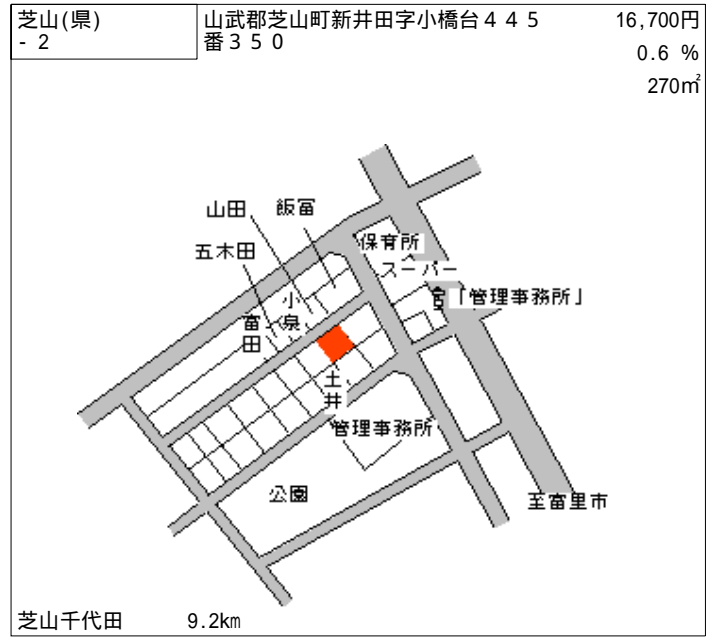 芝山(県)
- 2
山武郡芝山町新井田字小橋台４４５
番３５０
16,700円
0.6 %
270㎡
山田
飯冨
五木田
保育所
スーパー
小泉
冨田
「管理事務所」
土井
管理事務所
公園
至富里市
芝山千代田 9.2km